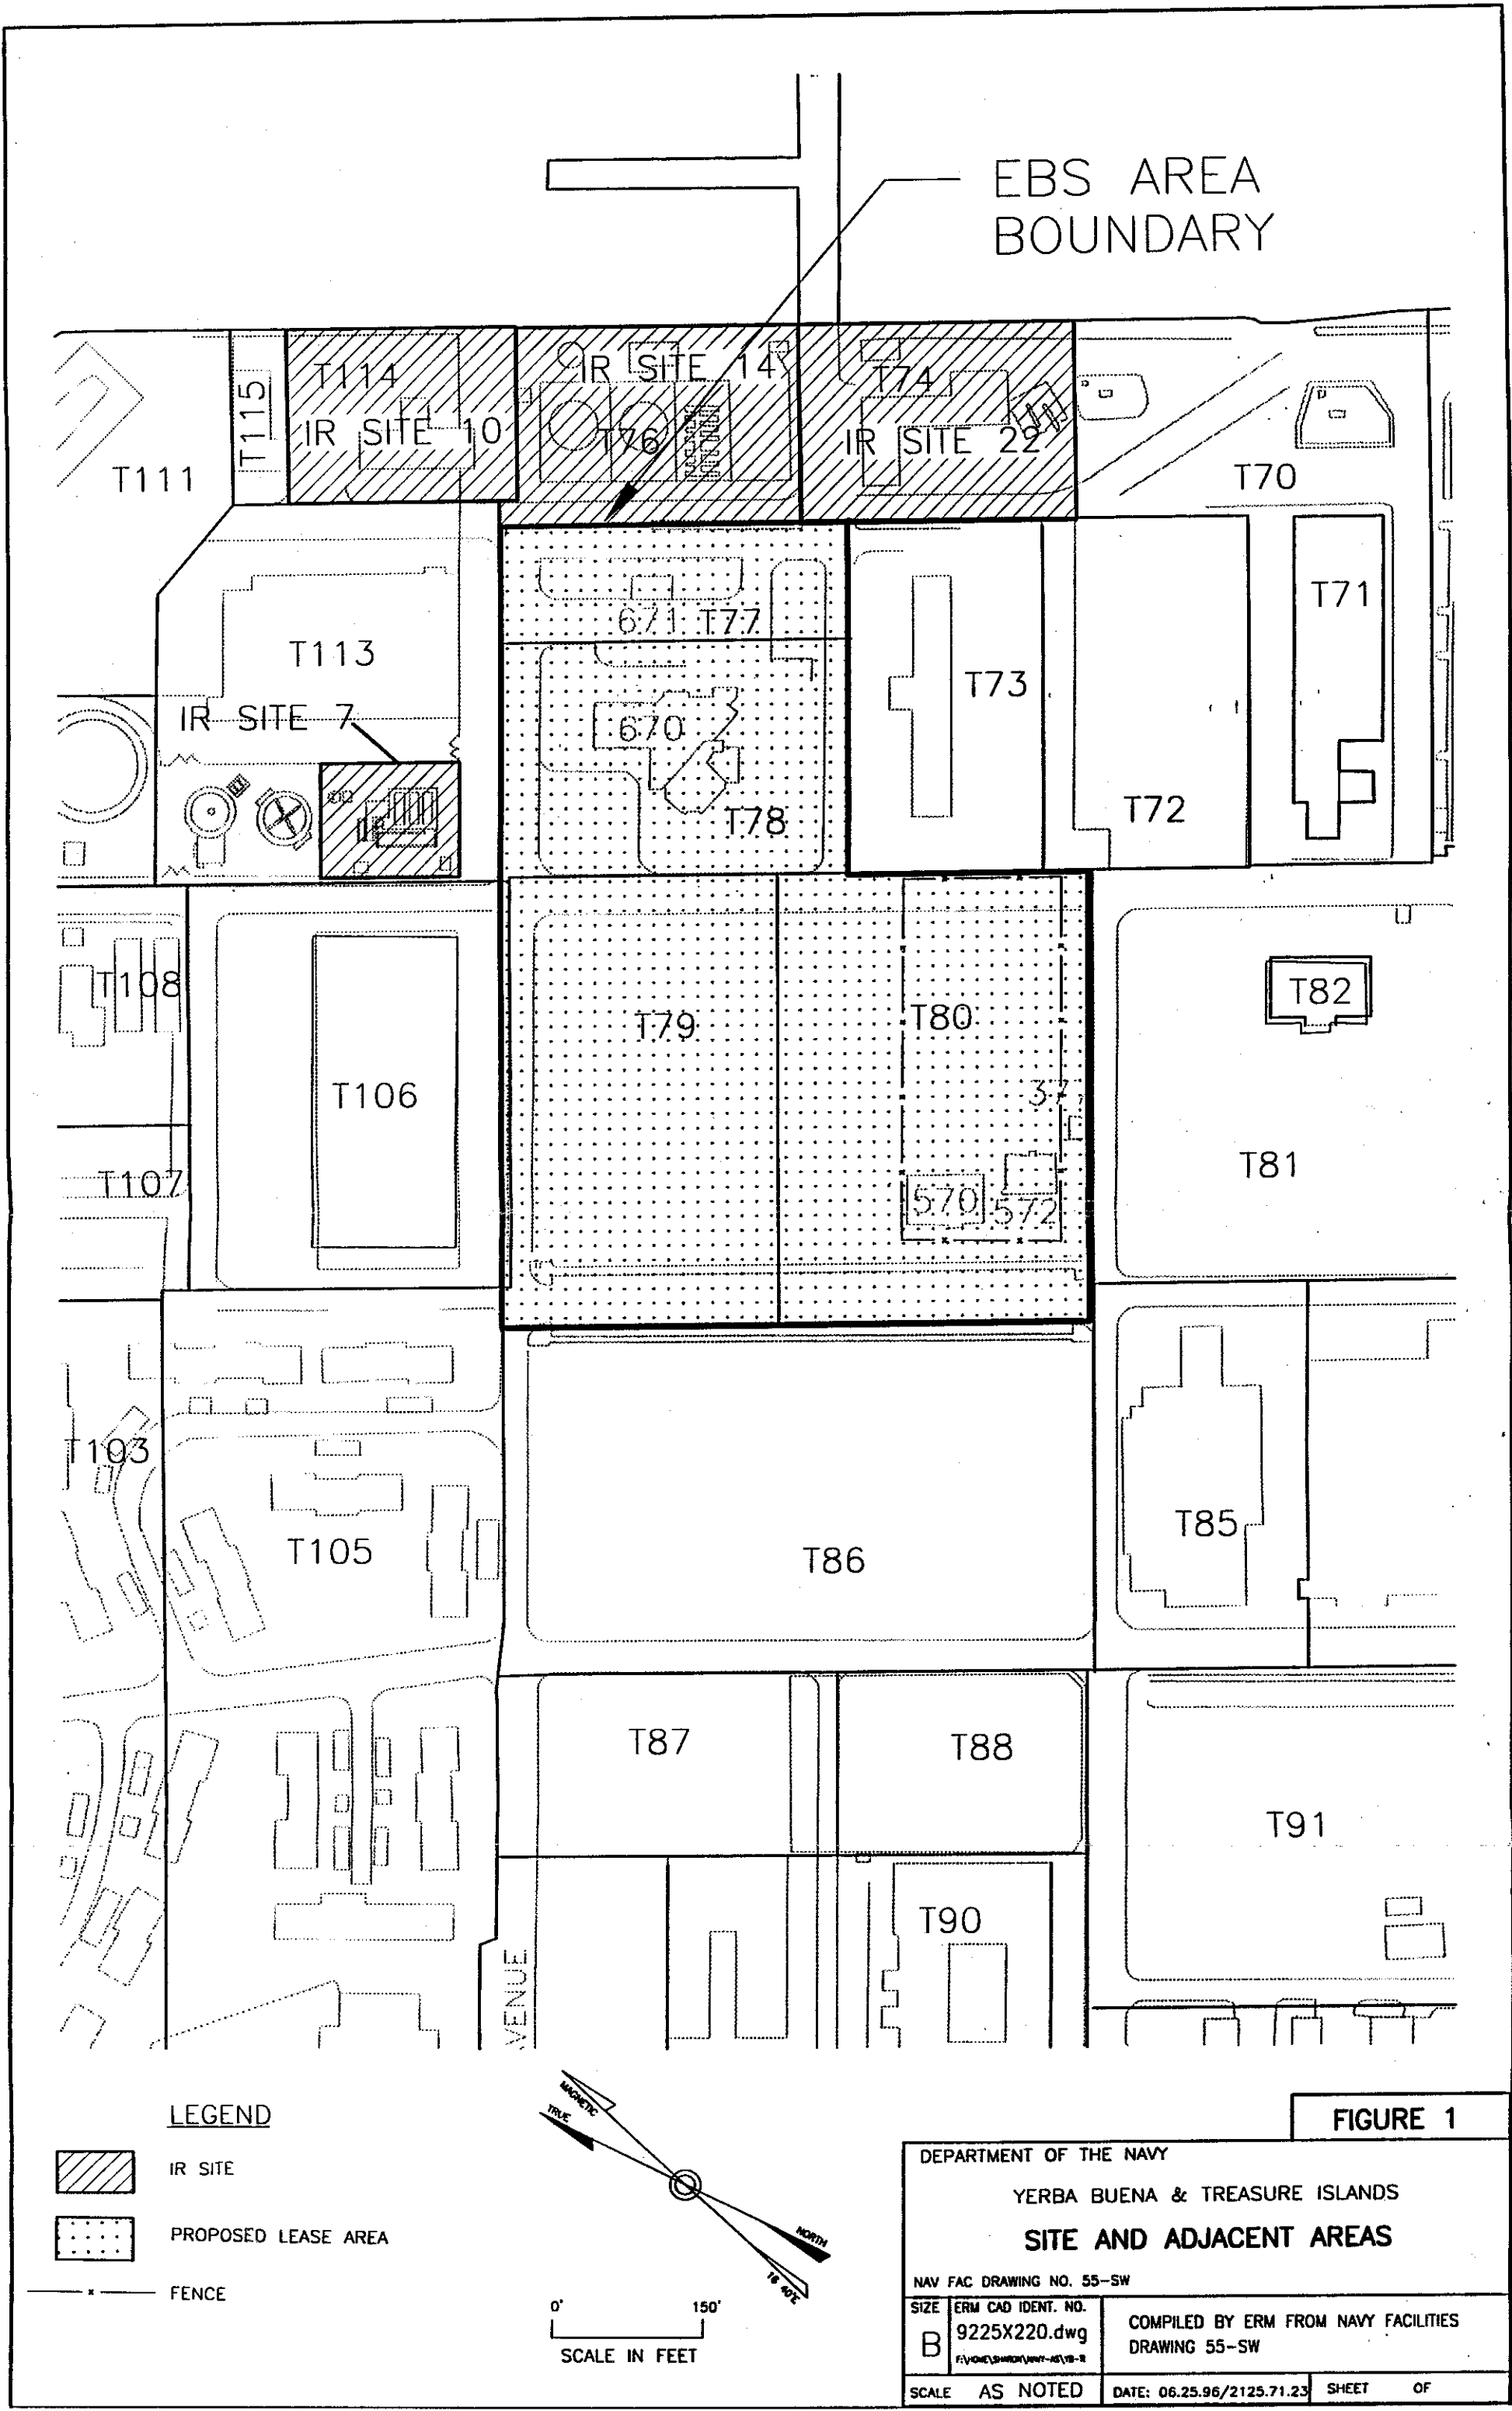 EBS AREA
BOUNDARY
T111
T115
T114
IR SITE 10
IR SITE 14
T76
T74
IR SITE 22
T70
T71
T113
IR SITE 7
671 T77
670
T78
T73
T72
T108
T106
T107
T79
T80
570
572
T82
T81
T103
T105
T86
T85
T87
T88
T90
T91
VENUE
LEGEND
IR SITE
PROPOSED LEASE AREA
FENCE
MAGNETIC
TRUE
NORTH
16 40'E
0' 150'
SCALE IN FEET
FIGURE 1
DEPARTMENT OF THE NAVY
YERBA BUENA & TREASURE ISLANDS
SITE AND ADJACENT AREAS
NAV FAC DRAWING NO. 55-SW
SIZE
B
ERM CAD IDENT. NO.
9225X220.dwg
COMPILED BY ERM FROM NAVY FACILITIES
DRAWING 55-SW
SCALE AS NOTED
DATE: 06.25.96/2125.71.23
SHEET OF